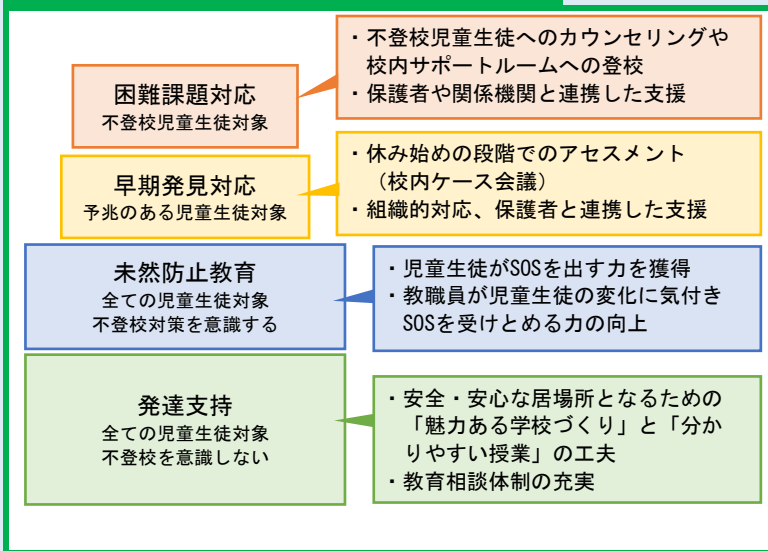 困難課題対応
不登校児童生徒対象
・不登校児童生徒へのカウンセリングや
校内サポートルームへの登校
・保護者や関係機関と連携した支援
早期発見対応
予兆のある児童生徒対象
・休み始めの段階でのアセスメント
（校内ケース会議）
・組織的対応、保護者と連携した支援
未然防止教育
全ての児童生徒対象
不登校対策を意識する
・児童生徒がSOSを出す力を獲得
・教職員が児童生徒の変化に気付き
SOSを受けとめる力の向上
発達支持
全ての児童生徒対象
不登校を意識しない
・安全・安心な居場所となるための
「魅力ある学校づくり」と「分か
りやすい授業」の工夫
・教育相談体制の充実